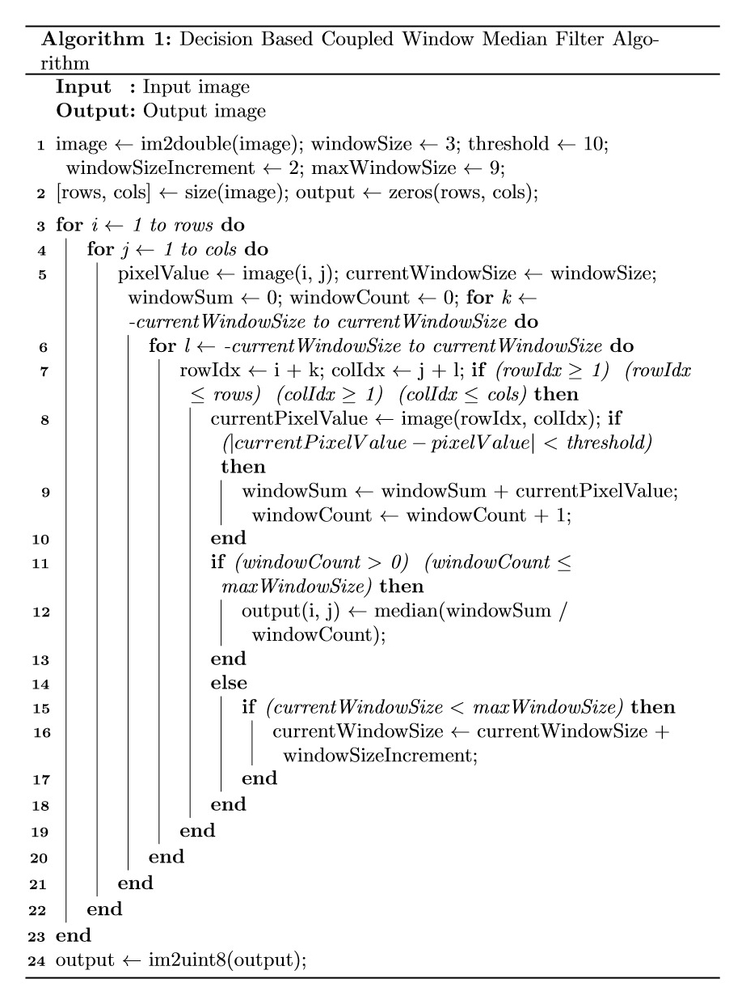 Algorithm 1: Decision Based Coupled Window Median Filter Algo-
rithm
Input : Input image
Output: Output image
1 image ← im2double(image); windowSize ← 3; threshold ← 10;
windowSizeIncrement ← 2; maxWindowSize ← 9;
2 [rows, cols] ← size(image); output ← zeros(rows, cols);
3 for i ← 1 to rows do
4 for j ← 1 to cols do
5 pixelValue ← image(i, j); currentWindowSize ← windowSize;
windowSum ← 0; windowCount ← 0; for k ←
-currentWindowSize to currentWindowSize do
6 for l ← -currentWindowSize to currentWindowSize do
7 rowIdx ← i + k; colIdx ← j + l; if (rowIdx ≥ 1) (rowIdx
≤ rows) (colIdx ≥ 1) (colIdx ≤ cols) then
8 currentPixelValue ← image(rowIdx, colIdx); if
(|currentPixelValue − pixelValue| < threshold)
then
9 windowSum ← windowSum + currentPixelValue;
windowCount ← windowCount + 1;
10 end
11 if (windowCount > 0) (windowCount ≤
maxWindowSize) then
12 output(i, j) ← median(windowSum /
windowCount);
13 end
14 else
15 if (currentWindowSize < maxWindowSize) then
16 currentWindowSize ← currentWindowSize +
windowSizeIncrement;
17 end
18 end
19 end
20 end
21 end
22 end
23 end
24 output ← im2uint8(output);